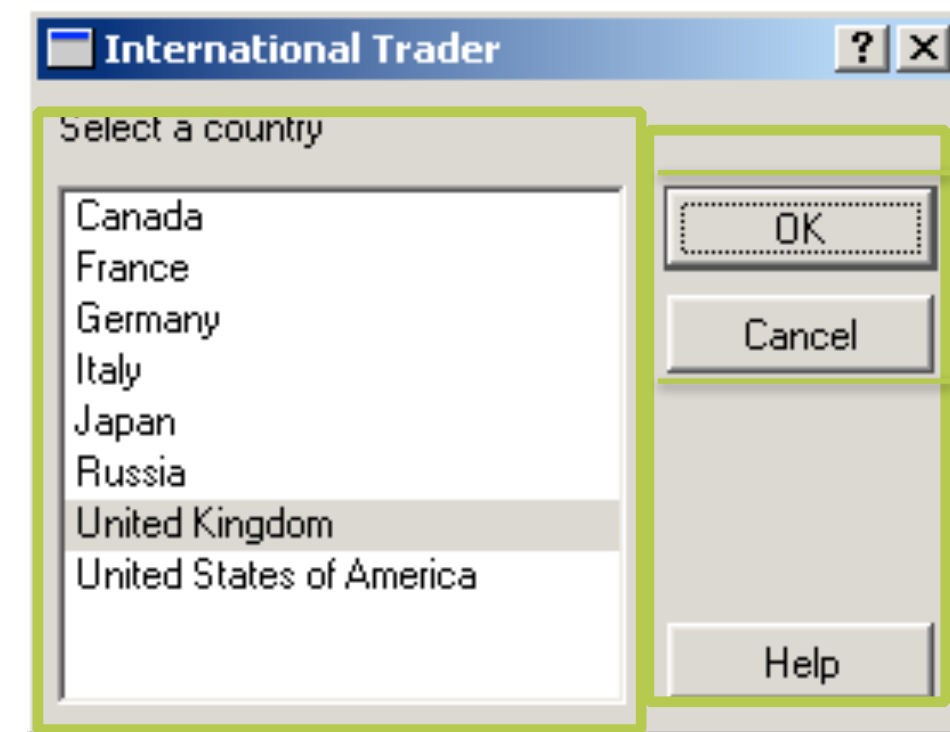 International Trader
Select a country
Canada
France
Germany
Italy
Japan
Russia
United Kingdom
United States of America
OK
Cancel
Help